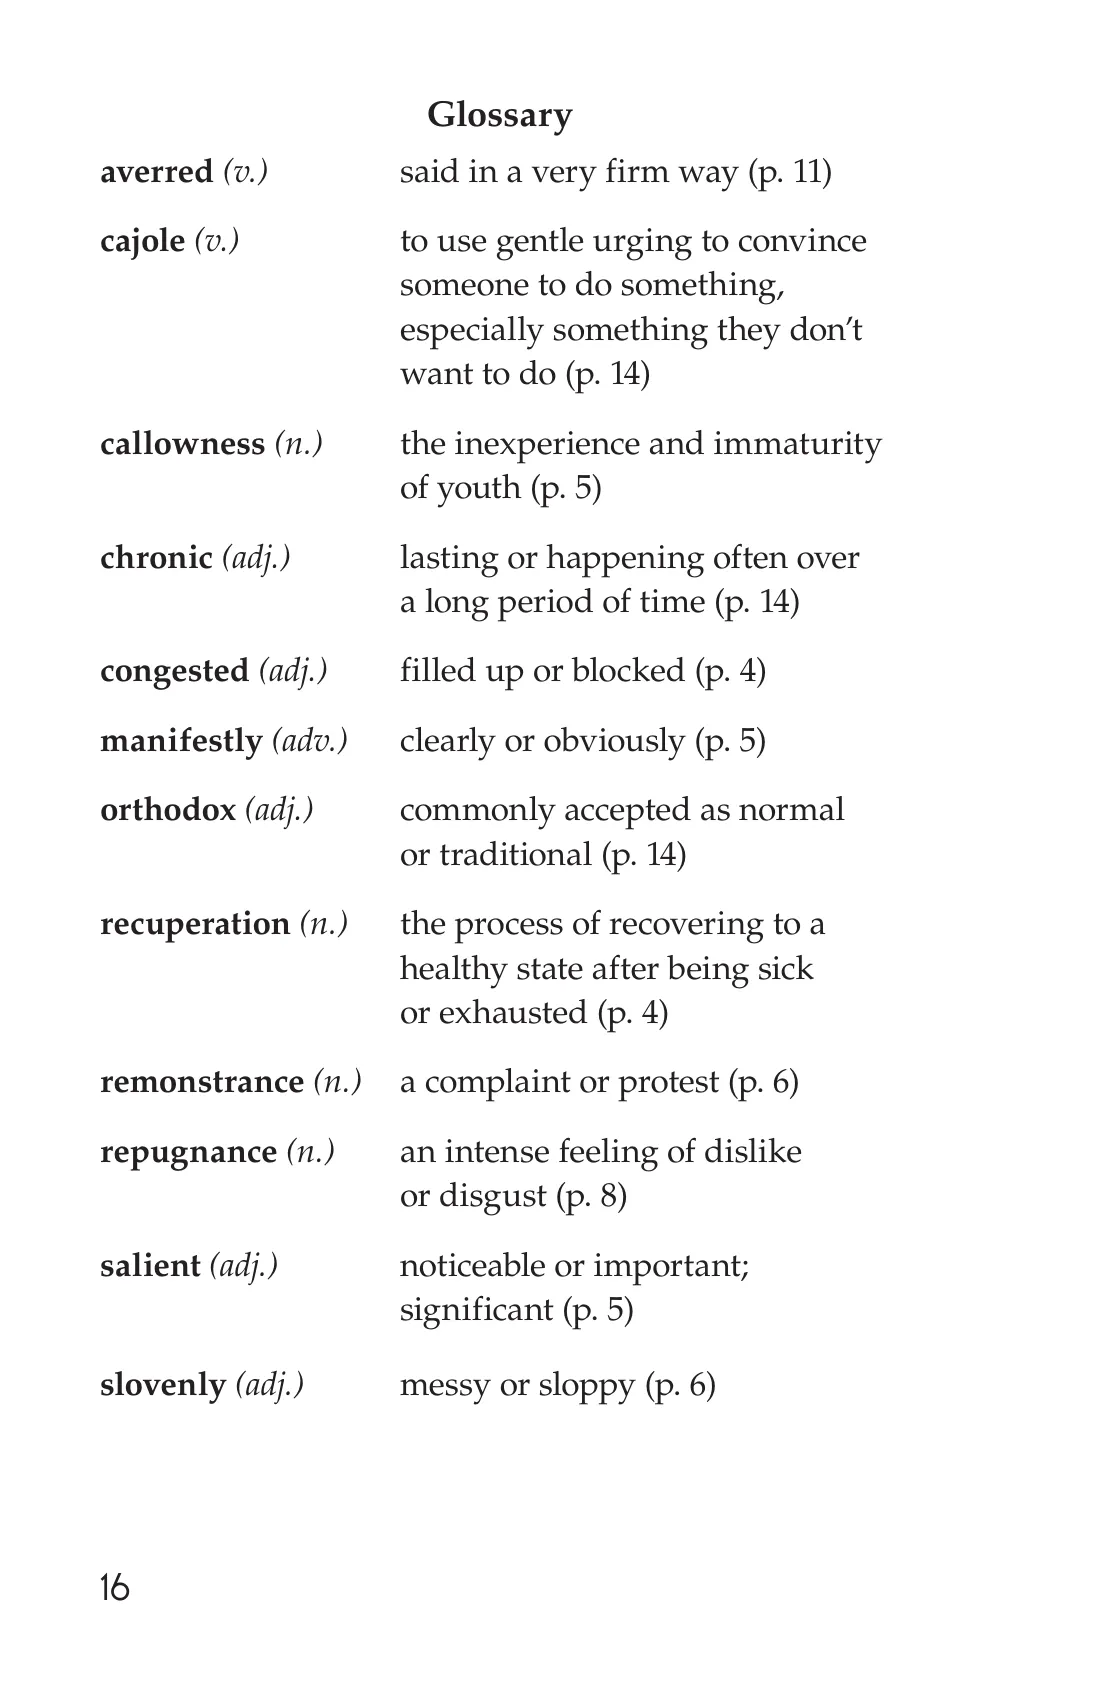 Glossary
averred (v.) said in a very firm way (p. 11)
cajole (v.) to use gentle urging to convince
someone to do something,
especially something they don’t
want to do (p. 14)
callowness (n.) the inexperience and immaturity
of youth (p. 5)
chronic (adj.) lasting or happening often over
a long period of time (p. 14)
congested (adj.) filled up or blocked (p. 4)
manifestly (adv.) clearly or obviously (p. 5)
orthodox (adj.) commonly accepted as normal
or traditional (p. 14)
recuperation (n.) the process of recovering to a
healthy state after being sick
or exhausted (p. 4)
remonstrance (n.) a complaint or protest (p. 6)
repugnance (n.) an intense feeling of dislike
or disgust (p. 8)
salient (adj.) noticeable or important;
significant (p. 5)
slovenly (adj.) messy or sloppy (p. 6)
16